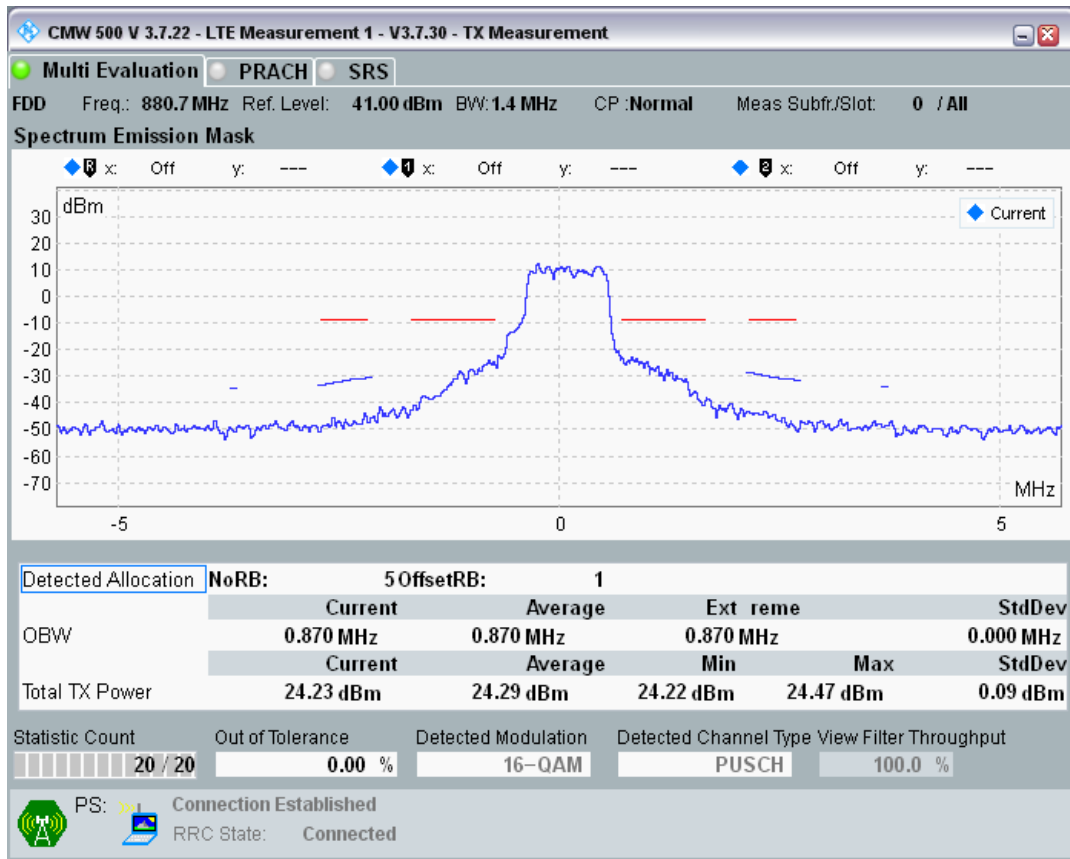 CMW 500 V 3.7.22 - LTE Measurement 1 - V3.7.30 - TX Measurement
Multi Evaluation PRACH SRS
FDD Freq.: 880.7 MHz Ref. Level: 41.00 dBm BW: 1.4 MHz CP :Normal Meas Subfr./Slot: 0 / All
Spectrum Emission Mask
R x: Off y: --- 1 x: Off y: --- 2 x: Off y: ---
dBm
Current
30
20
10
0
-10
-20
-30
-40
-50
-60
-70
MHz
-5 0 5
Detected Allocation NoRB: 5 OffsetRB: 1
Current Average Ext reme StdDev
OBW 0.870 MHz 0.870 MHz 0.870 MHz 0.000 MHz
Current Average Min Max StdDev
Total TX Power 24.23 dBm 24.29 dBm 24.22 dBm 24.47 dBm 0.09 dBm
Statistic Count Out of Tolerance Detected Modulation Detected Channel Type View Filter Throughput
20 / 20 0.00 % 16-QAM PUSCH 100.0 %
PS: Connection Established
RRC State: Connected